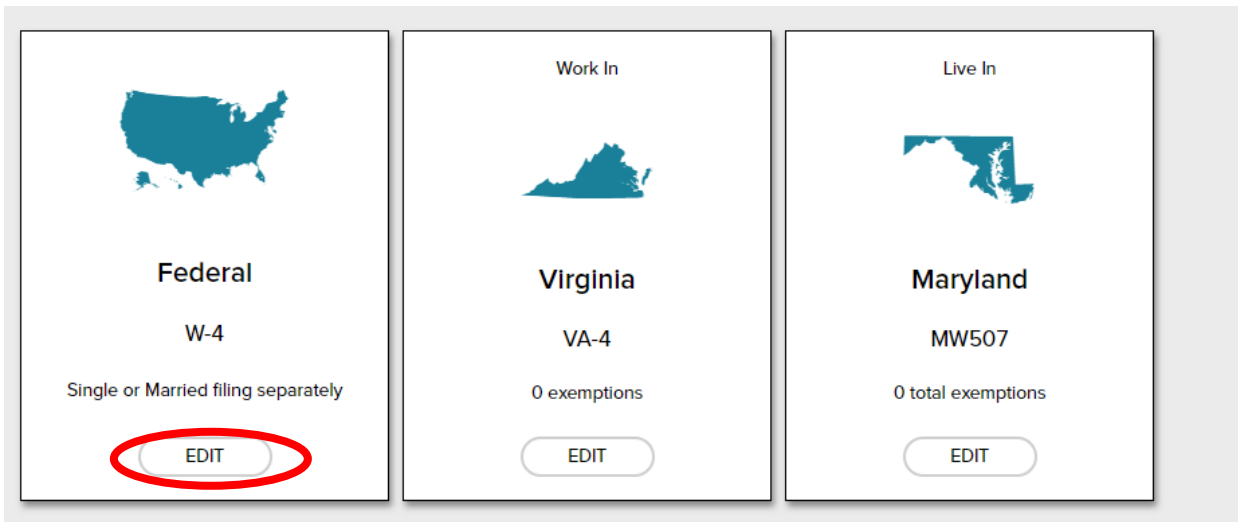 Federal
W-4
Single or Married filing separately
EDIT
Work In
Virginia
VA-4
0 exemptions
EDIT
Live In
Maryland
MW507
0 total exemptions
EDIT